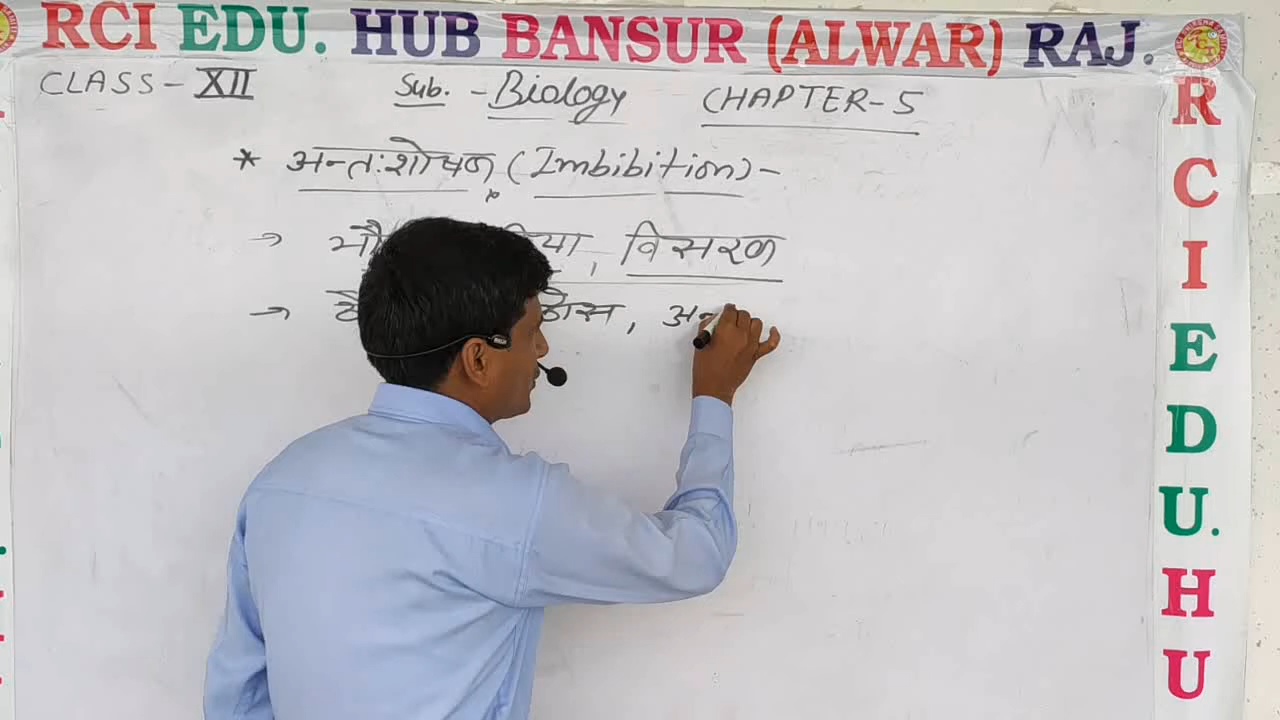 RCI EDU. HUB BANSUR (ALWAR) RAJ.
CLASS - XII Sub. - Biology CHAPTER-5
* अन्तःशोषण (Imbibition) -
→ विसरण
→ ठोस,
R
C
I
E
D
U.
H
U